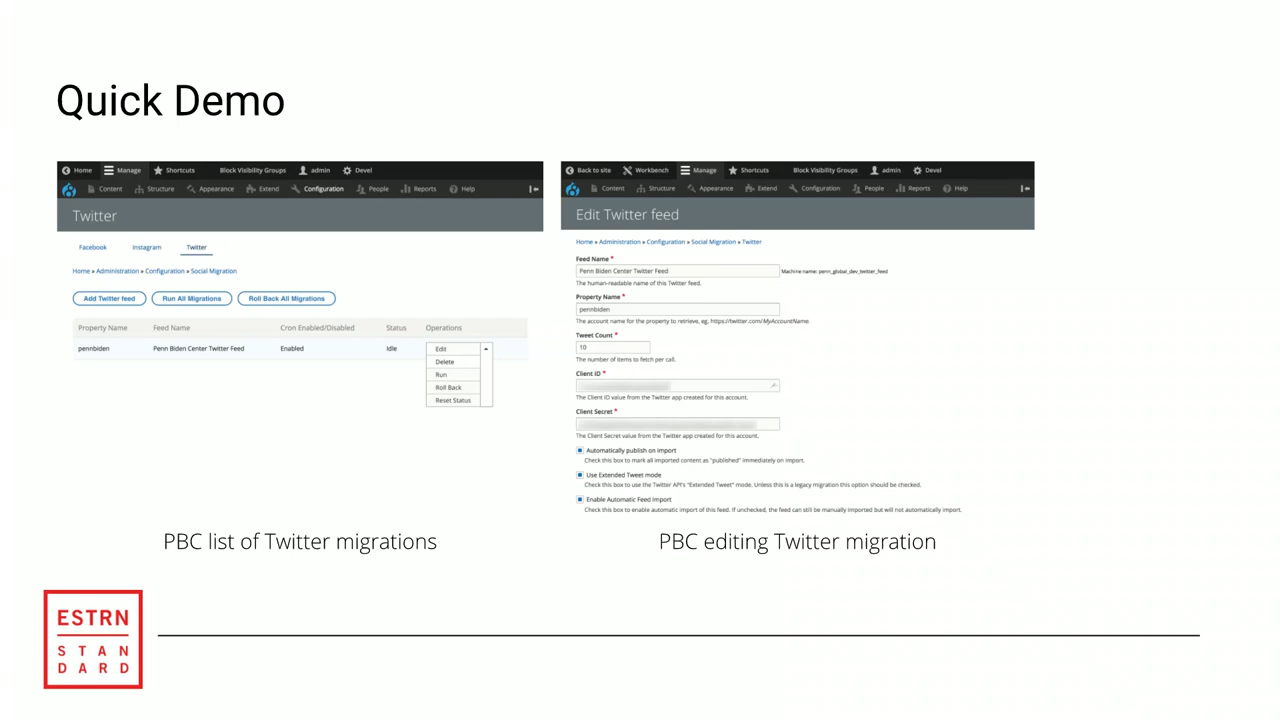 Quick Demo
Home Manage Shortcuts Block Visibility Groups admin Devel
Content Structure Appearance Extend Configuration People Reports Help
Twitter
Facebook Instagram Twitter
Home » Administration » Configuration » Social Migration
Add Twitter feed Run All Migrations Roll Back All Migrations
Property Name Feed Name Cron Enabled/Disabled Status Operations
pennbiden Penn Biden Center Twitter Feed Enabled Idle Edit
Delete
Run
Roll Back
Reset Status
PBC list of Twitter migrations
Back to site Workbench Manage Shortcuts Block Visibility Groups admin Devel
Content Structure Appearance Extend Configuration People Reports Help
Edit Twitter feed
Home » Administration » Configuration » Social Migration » Twitter
Feed Name *
Penn Biden Center Twitter Feed Machine name: penn_global_dev_twitter_feed
The human-readable name of this Twitter feed.
Property Name *
pennbiden
The account name for the property to retrieve, eg. https://twitter.com/MyAccountName.
Tweet Count *
10
The number of items to fetch per call.
Client ID *
The Client ID value from the Twitter app created for this account.
Client Secret *
The Client Secret value from the Twitter app created for this account.
Automatically publish on import
Check this box to mark all imported content as "published" immediately on import.
Use Extended Tweet mode
Check this box to use the Twitter API's "Extended Tweet" mode. Unless this is a legacy migration this option should be checked.
Enable Automatic Feed Import
Check this box to enable automatic import of this feed. If unchecked, the feed can still be manually imported but will not automatically import.
PBC editing Twitter migration
ESTRN
STAN
DARD